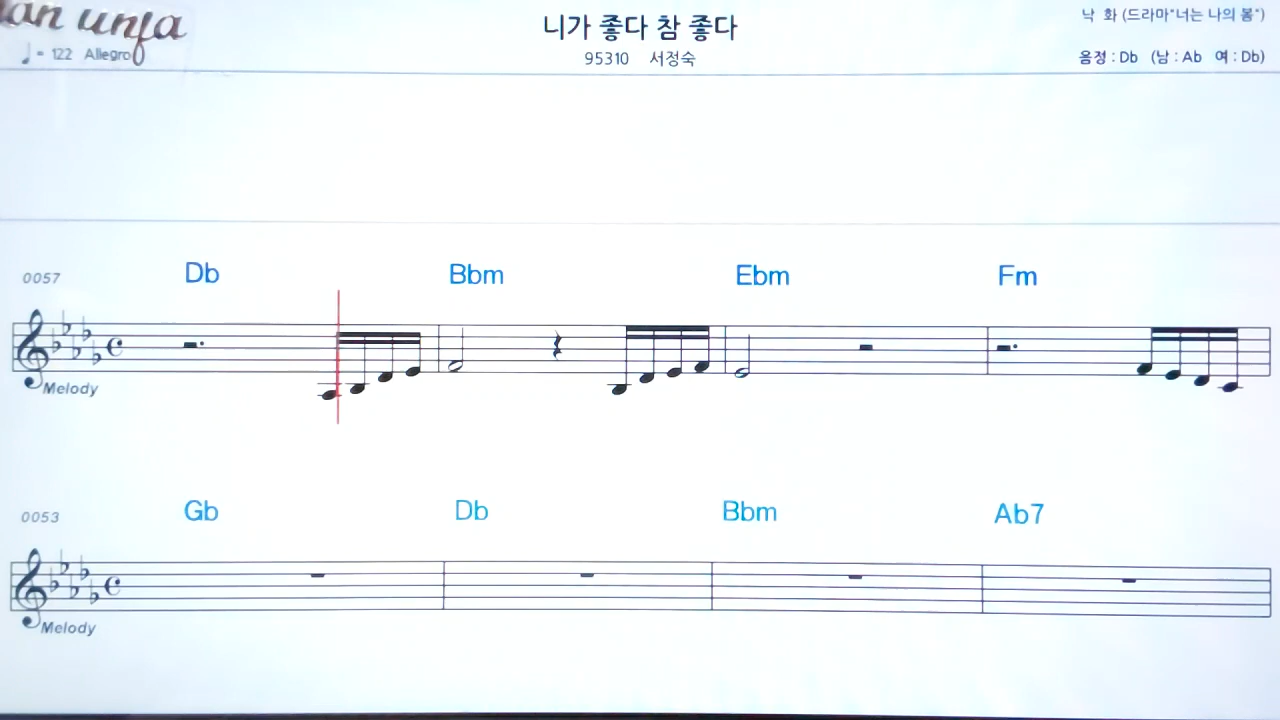 an unfa
♩= 122 Allegro
니가 좋다 참 좋다
95310 서정숙
낙 화 (드라마"너는 나의 봄")
음정 : Db (남 : Ab 여 : Db)
0057 Db Bbm Ebm Fm
Melody
0053 Gb Db Bbm Ab7
Melody